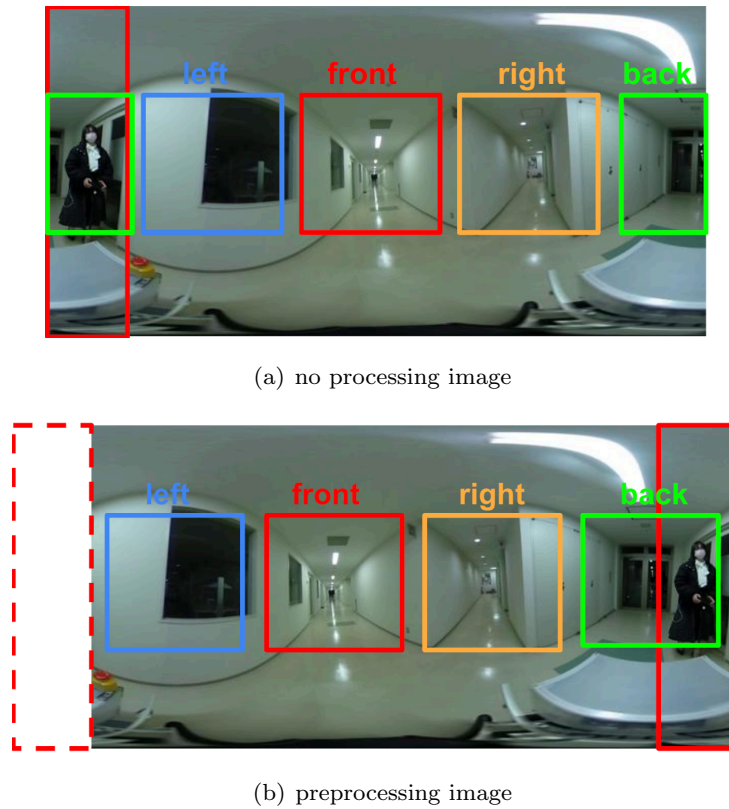 left front right back
(a) no processing image
left front right back
(b) preprocessing image